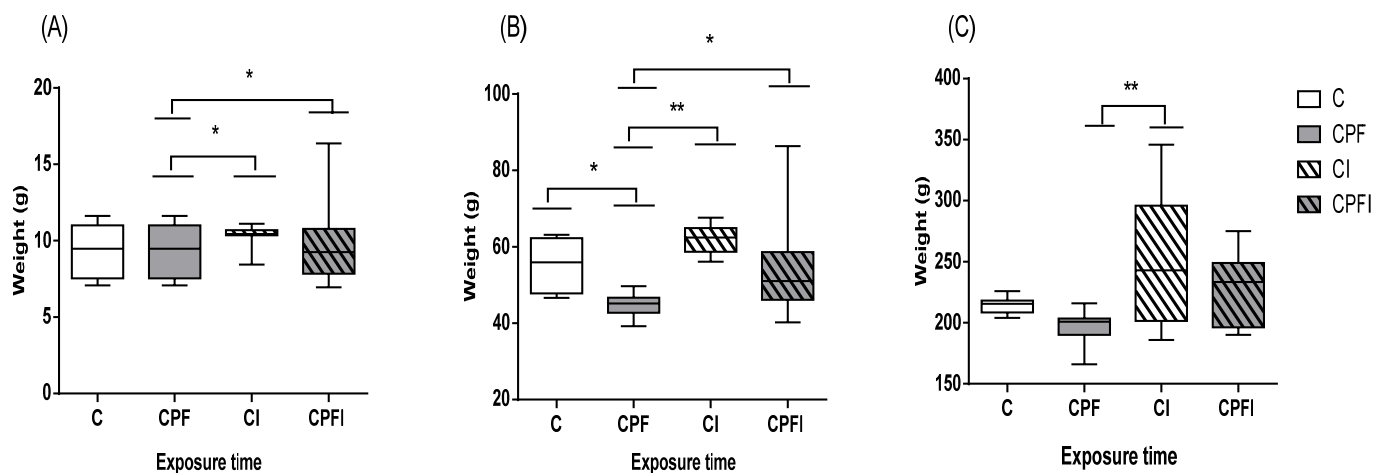 (A)
Weight (g)
20
15
10
5
0
*
*
C CPF CI CPFI
Exposure time
(B)
Weight (g)
100
80
60
40
20
*
**
*
C CPF CI CPFI
Exposure time
(C)
Weight (g)
400
350
300
250
200
150
**
C CPF CI CPFI
Exposure time
C
CPF
CI
CPFI